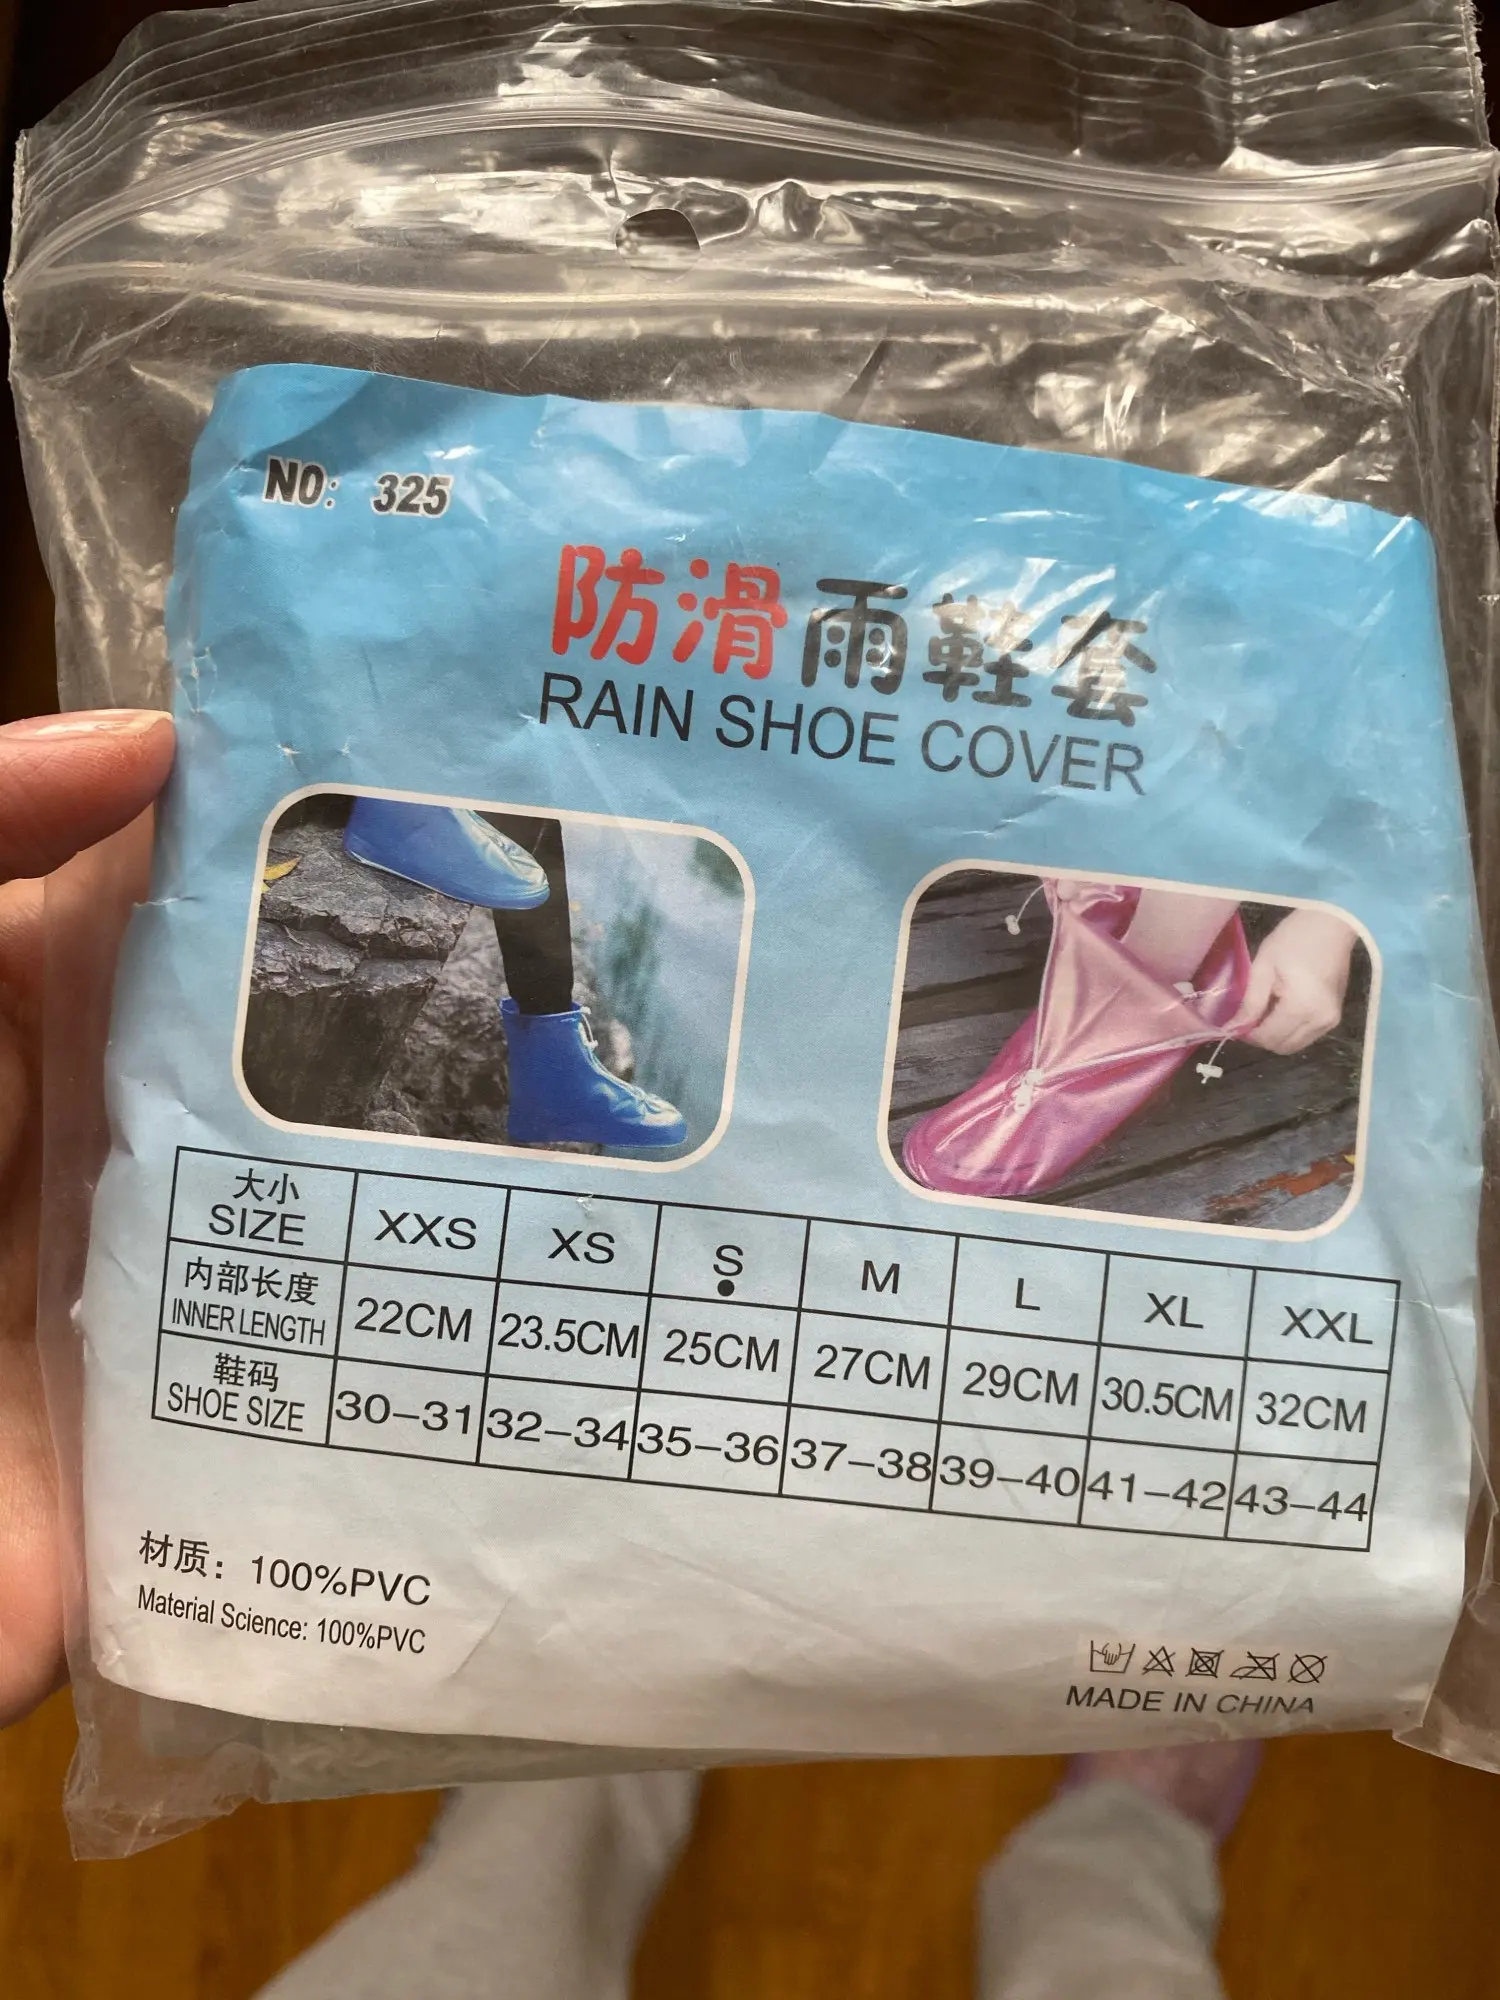 NO: 325
防滑雨鞋套
RAIN SHOE COVER
大小
SIZE XXS XS S M L XL XXL
内部长度
INNER LENGTH 22CM 23.5CM 25CM 27CM 29CM 30.5CM 32CM
鞋码
SHOE SIZE 30–31 32–34 35–36 37–38 39–40 41–42 43–44
材质：100%PVC
Material Science: 100%PVC
MADE IN CHINA